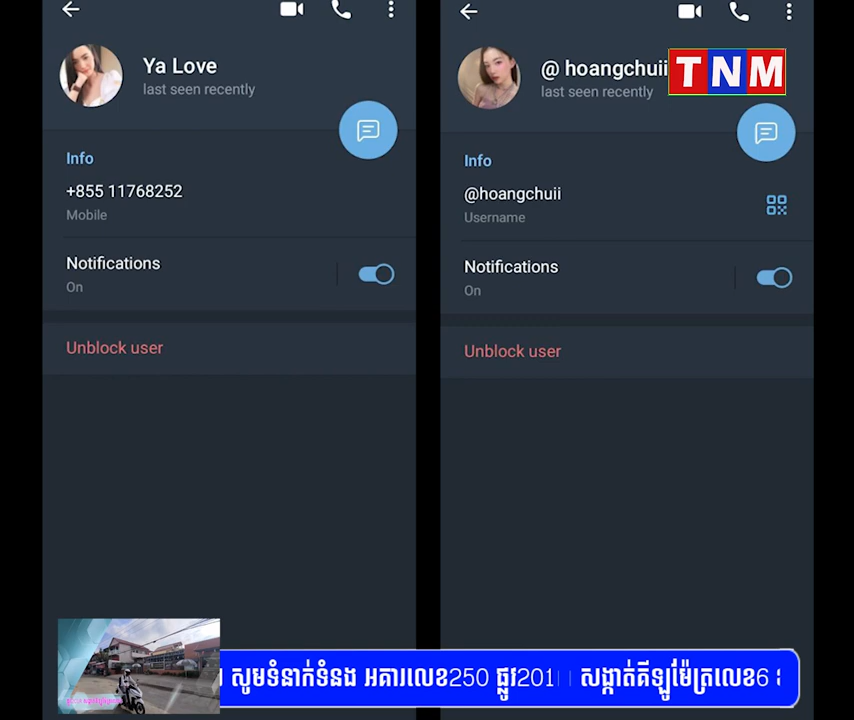 Ya Love
last seen recently
Info
+855 11768252
Mobile
Notifications
On
Unblock user
@ hoangchuii
last seen recently
TNM
Info
@hoangchuii
Username
Notifications
On
Unblock user
សូមទំនាក់ទំនង អគារលេខ250 ផ្លូវ201 សង្កាត់គីឡូម៉ែត្រលេខ6